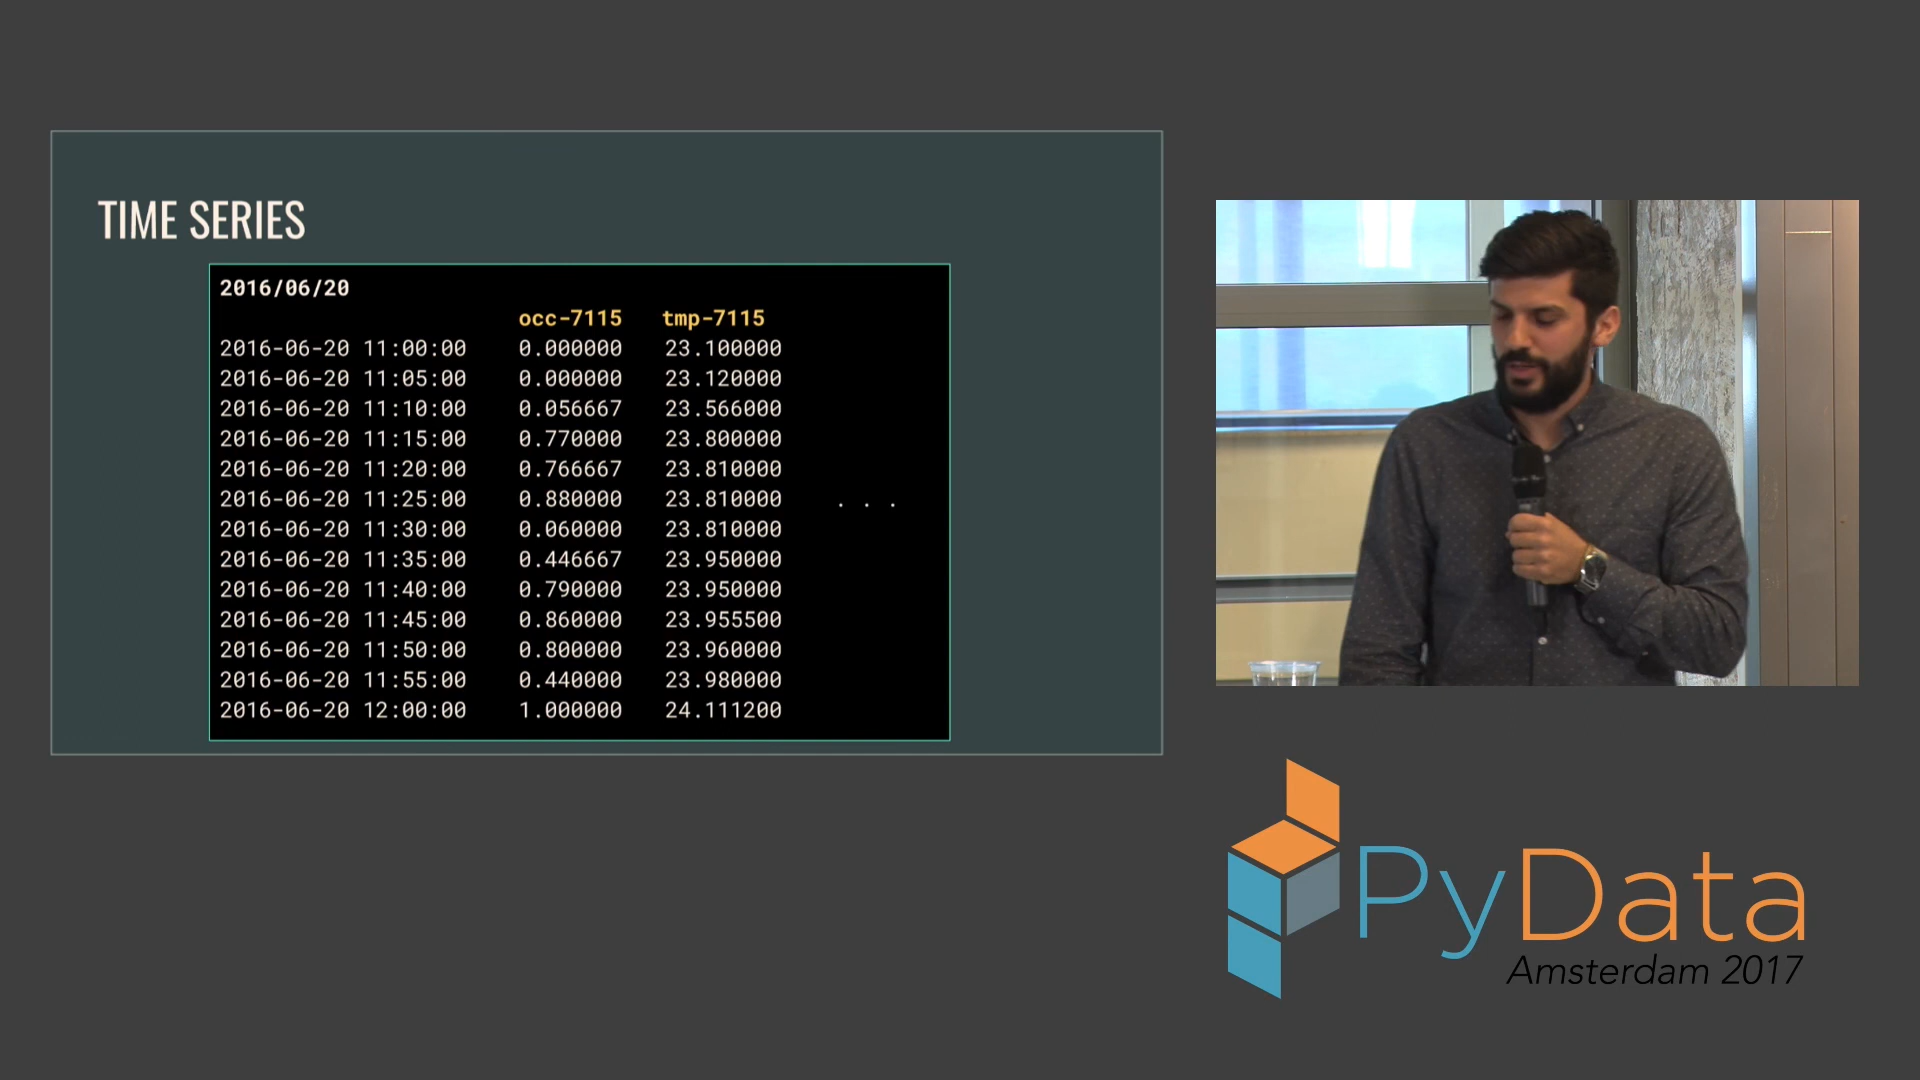 TIME SERIES
2016/06/20
occ-7115 tmp-7115
2016-06-20 11:00:00 0.000000 23.100000
2016-06-20 11:05:00 0.000000 23.120000
2016-06-20 11:10:00 0.056667 23.566000
2016-06-20 11:15:00 0.770000 23.800000
2016-06-20 11:20:00 0.766667 23.810000
2016-06-20 11:25:00 0.880000 23.810000 . . .
2016-06-20 11:30:00 0.060000 23.810000
2016-06-20 11:35:00 0.446667 23.950000
2016-06-20 11:40:00 0.790000 23.950000
2016-06-20 11:45:00 0.860000 23.955500
2016-06-20 11:50:00 0.800000 23.960000
2016-06-20 11:55:00 0.440000 23.980000
2016-06-20 12:00:00 1.000000 24.111200
PyData
Amsterdam 2017